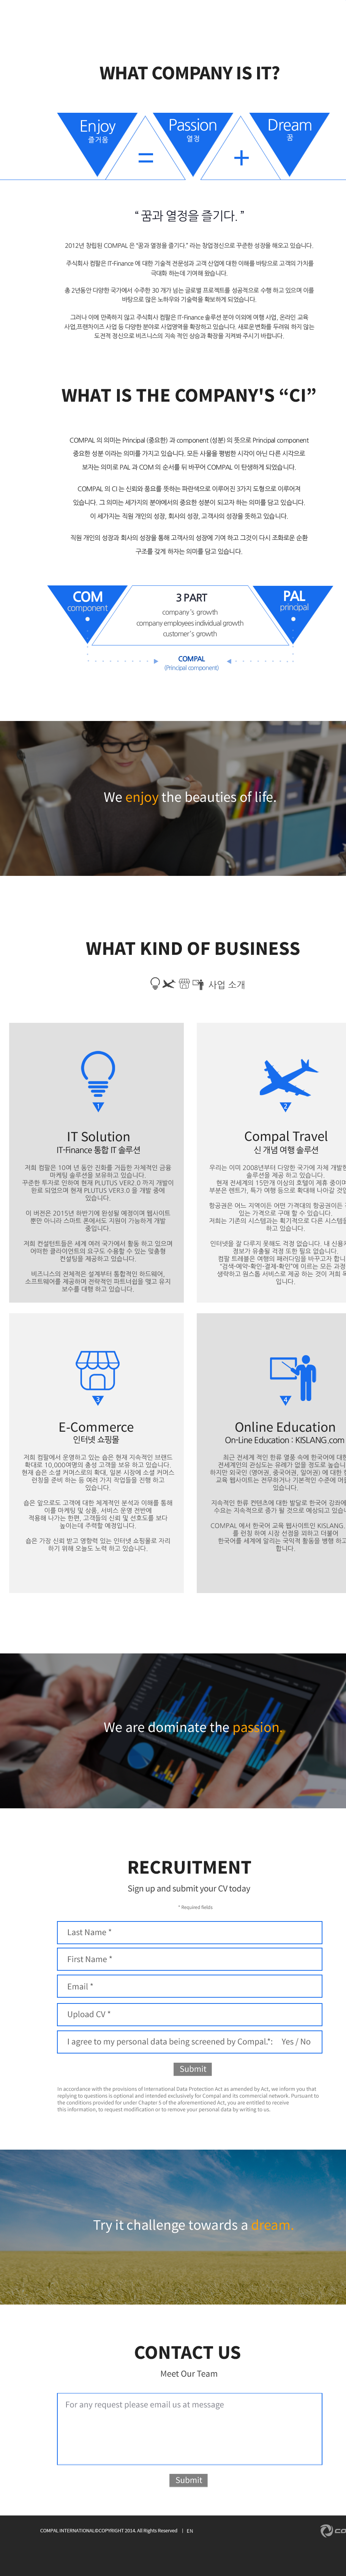 WHAT COMPANY IS IT?
Enjoy
즐거움
=
Passion
열정
+
Dream
꿈
“ 꿈과 열정을 즐기다. ”
2012년 창립된 COMPAL 은 “꿈과 열정을 즐기다.” 라는 창업정신으로 꾸준한 성장을 해오고 있습니다.
주식회사 컴팔은 IT-Finance 에 대한 기술적 전문성과 고객 산업에 대한 이해를 바탕으로 고객의 가치를
극대화 하는데 기여해 왔습니다.
총 2년동안 다양한 국가에서 수주한 30 개가 넘는 글로벌 프로젝트를 성공적으로 수행 하고 있으며 이를
바탕으로 많은 노하우와 기술력을 확보하게 되었습니다.
그러나 이에 만족하지 않고 주식회사 컴팔은 IT-Finance 솔루션 분야 이외에 여행 사업, 온라인 교육
사업,프랜차이즈 사업 등 다양한 분야로 사업영역을 확장하고 있습니다. 새로운변화를 두려워 하지 않는
도전적 정신으로 비즈니스의 지속 적인 상승과 확장을 지켜봐 주시기 바랍니다.
WHAT IS THE COMPANY'S “CI”
COMPAL 의 의미는 Principal (중요한) 과 component (성분) 의 뜻으로 Principal component
중요한 성분 이라는 의미를 가지고 있습니다. 모든 사물을 평범한 시각이 아닌 다른 시각으로
보자는 의미로 PAL 과 COM 의 순서를 뒤 바꾸어 COMPAL 이 탄생하게 되었습니다.
COMPAL 의 CI 는 신뢰와 풍요를 뜻하는 파란색으로 이루어진 3가지 도형으로 이루어져
있습니다. 그 의미는 세가지의 분야에서의 중요한 성분이 되고자 하는 의미를 담고 있습니다.
이 세가지는 직원 개인의 성장, 회사의 성장, 고객사의 성장을 뜻하고 있습니다.
직원 개인의 성장과 회사의 성장을 통해 고객사의 성장에 기여 하고 그것이 다시 조화로운 순환
구조를 갖게 하자는 의미를 담고 있습니다.
COM
component
3 PART
company's growth
company employees individual growth
customer's growth
PAL
principal
COMPAL
(Principal component)
We enjoy the beauties of life.
WHAT KIND OF BUSINESS
사업 소개
1
IT Solution
IT-Finance 통합 IT 솔루션
저희 컴팔은 10여 년 동안 진화를 거듭한 자체적인 금융
마케팅 솔루션을 보유하고 있습니다.
꾸준한 투자로 인하여 현재 PLUTUS VER2.0 까지 개발이
완료 되었으며 현재 PLUTUS VER3.0 을 개발 중에
있습니다.
이 버전은 2015년 하반기에 완성될 예정이며 웹사이트
뿐만 아니라 스마트 폰에서도 지원이 가능하게 개발
중입니다.
저희 컨설턴트들은 세계 여러 국가에서 활동 하고 있으며
어떠한 클라이언트의 요구도 수용할 수 있는 맞춤형
컨설팅을 제공하고 있습니다.
비즈니스의 전체적은 설계부터 통합적인 하드웨어,
소프트웨어를 제공하며 전략적인 파트너쉽을 맺고 유지
보수를 대행 하고 있습니다.
2
Compal Travel
신 개념 여행 솔루션
우리는 이미 2008년부터 다양한 국가에 자체 개발한
솔루션을 제공 하고 있습니다.
현재 전세계의 15만개 이상의 호텔이 제휴 중이며
부분은 렌트가, 특가 여행 등으로 확대해 나아갈 것입
항공권은 어느 지역이든 어떤 가격대의 항공권이든
있는 가격으로 구매 할 수 있습니다.
저희는 기존의 시스템과는 획기적으로 다른 시스템을
하고 있습니다.
인터넷을 잘 다루지 못해도 걱정 없습니다. 내 신용카
정보가 유출될 걱정 또한 필요 없습니다.
컴팔 트래블은 여행의 패러다임을 바꾸고자 합니
“검색-예약-확인-결제-확인”에 이르는 모든 과정
생략하고 원스톱 서비스로 제공 하는 것이 저희 목
입니다.
3
E-Commerce
인터넷 쇼핑몰
저희 컴팔에서 운영하고 있는 숍은 현재 지속적인 브랜드
확대로 10,000여명의 충성 고객을 보유 하고 있습니다.
현재 숍은 소셜 커머스로의 확대, 일본 시장에 소셜 커머스
런칭을 준비 하는 등 여러 가지 작업들을 진행 하고
있습니다.
숍은 앞으로도 고객에 대한 체계적인 분석과 이해를 통해
이를 마케팅 및 상품, 서비스 운영 전반에
적용해 나가는 한편, 고객들의 신뢰 및 선호도를 보다
높이는데 주력할 예정입니다.
숍은 가장 신뢰 받고 영향력 있는 인터넷 쇼핑몰로 자리
하기 위해 오늘도 노력 하고 있습니다.
4
Online Education
On-Line Education : KISLANG.com
최근 전세계 적인 한류 열풍 속에 한국어에 대한
전세계인의 관심도는 유례가 없을 정도로 높습니
하지만 외국인 (영어권, 중국어권, 일어권) 에 대한 한
교육 웹사이트는 전무하거나 기본적인 수준에 머
있습니다.
지속적인 한류 컨텐츠에 대한 발달로 한국어 강좌에
수요는 지속적으로 증가 될 것으로 예상되고 있습니
COMPAL 에서 한국어 교육 웹사이트인 KISLANG.
를 런칭 하여 시장 선점을 꾀하고 더불어
한국어를 세계에 알리는 국익적 활동을 병행 하고
합니다.
We are dominate the passion.
RECRUITMENT
Sign up and submit your CV today
* Required fields
Last Name *
First Name *
Email *
Upload CV *
I agree to my personal data being screened by Compal.*: Yes / No
Submit
In accordance with the provisions of International Data Protection Act as amended by Act, we inform you that
replying to questions is optional and intended exclusively for Compal and its commercial network. Pursuant to
the conditions provided for under Chapter 5 of the aforementioned Act, you are entitled to receive
this information, to request modification or to remove your personal data by writing to us.
Try it challenge towards a dream.
CONTACT US
Meet Our Team
For any request please email us at message
Submit
COMPAL INTERNATIONAL©COPYRIGHT 2014. All Rights Reserved | EN
CO